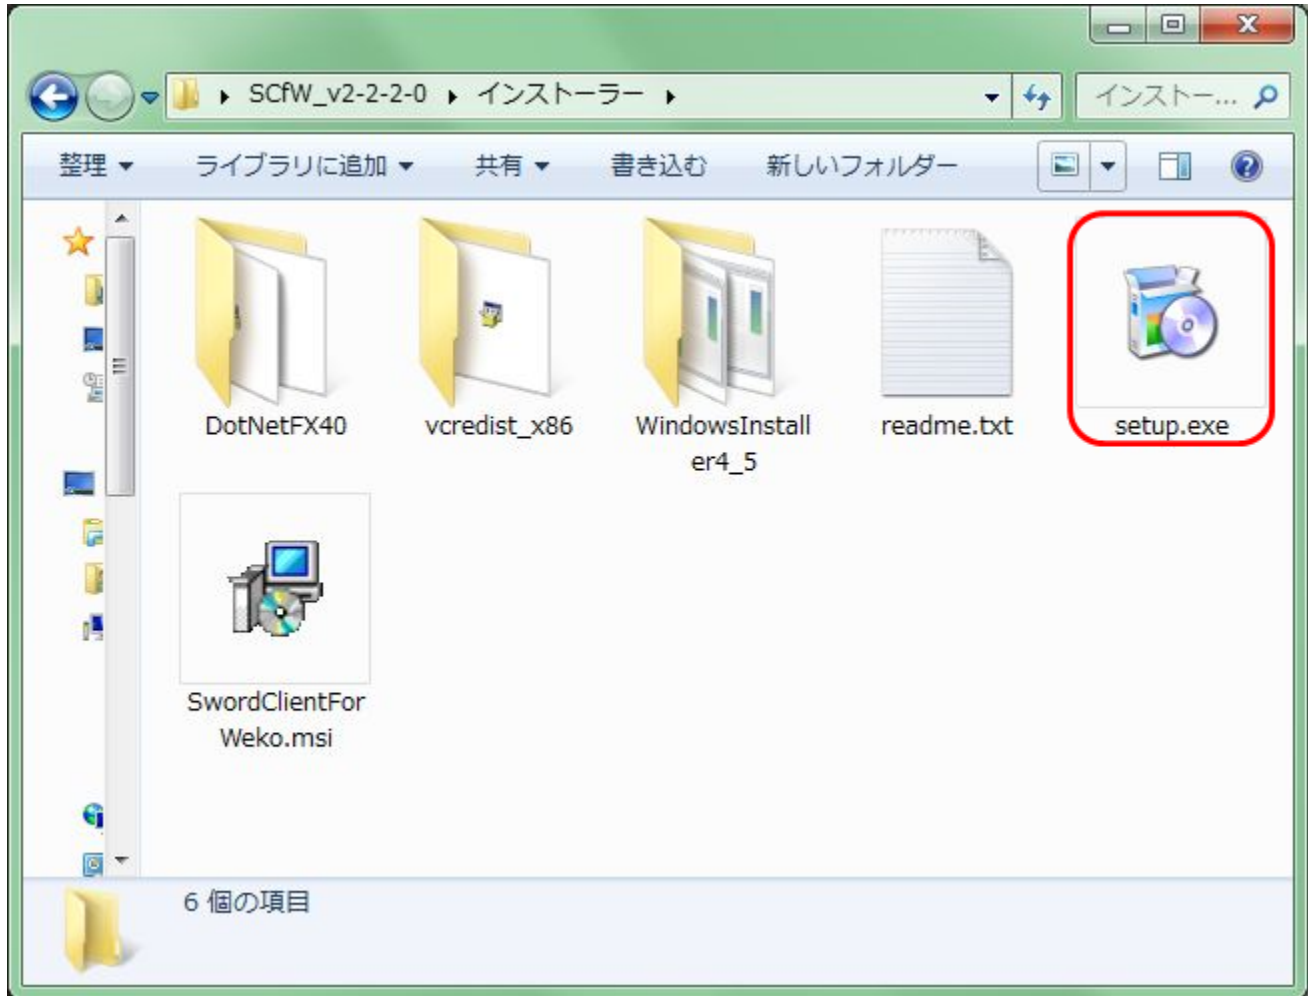 SCfW_v2-2-2-0 インストーラー
インストー...
整理 ライブラリに追加 共有 書き込む 新しいフォルダー
DotNetFX40
vcredist_x86
WindowsInstall
er4_5
readme.txt
setup.exe
SwordClientFor
Weko.msi
6 個の項目